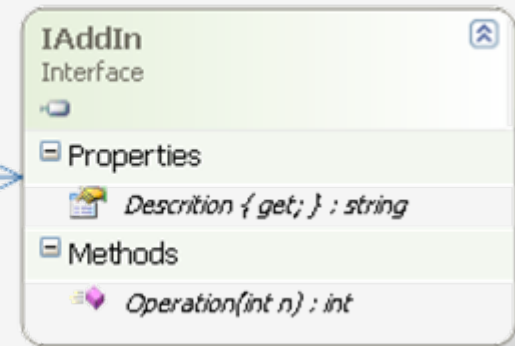 IAddIn
Interface
Properties
Descrition { get; } : string
Methods
Operation(int n) : int